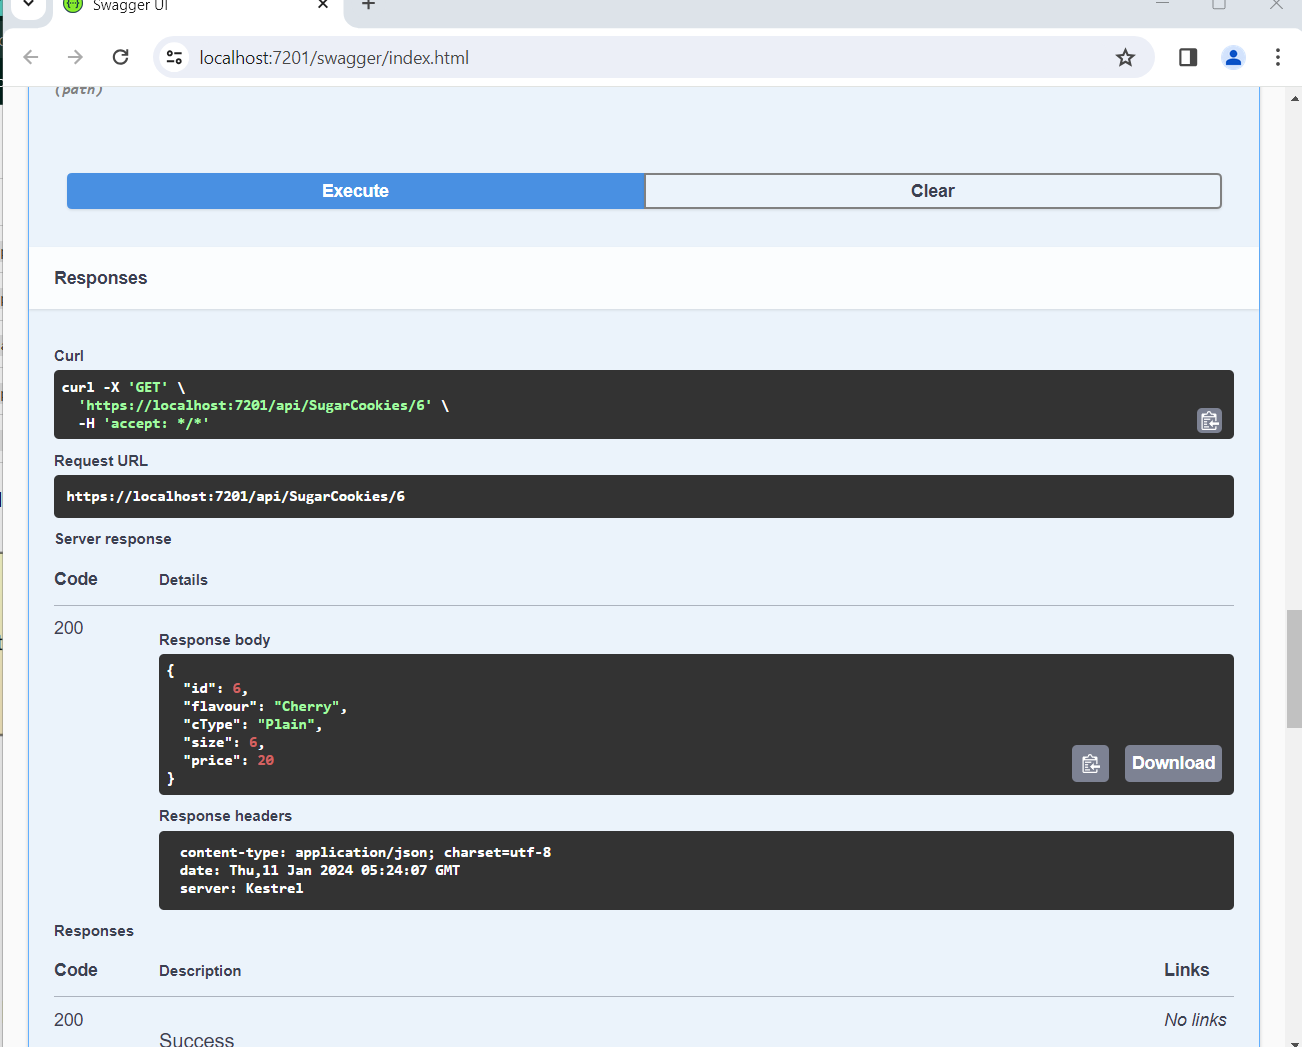 Swagger UI
localhost:7201/swagger/index.html
(path)
Execute
Clear
Responses
Curl
curl -X 'GET' \
'https://localhost:7201/api/SugarCookies/6' \
-H 'accept: */*'
Request URL
https://localhost:7201/api/SugarCookies/6
Server response
Code
Details
200
Response body
{
"id": 6,
"flavour": "Cherry",
"cType": "Plain",
"size": 6,
"price": 20
}
Download
Response headers
content-type: application/json; charset=utf-8
date: Thu,11 Jan 2024 05:24:07 GMT
server: Kestrel
Responses
Code
Description
Links
200
No links
Success